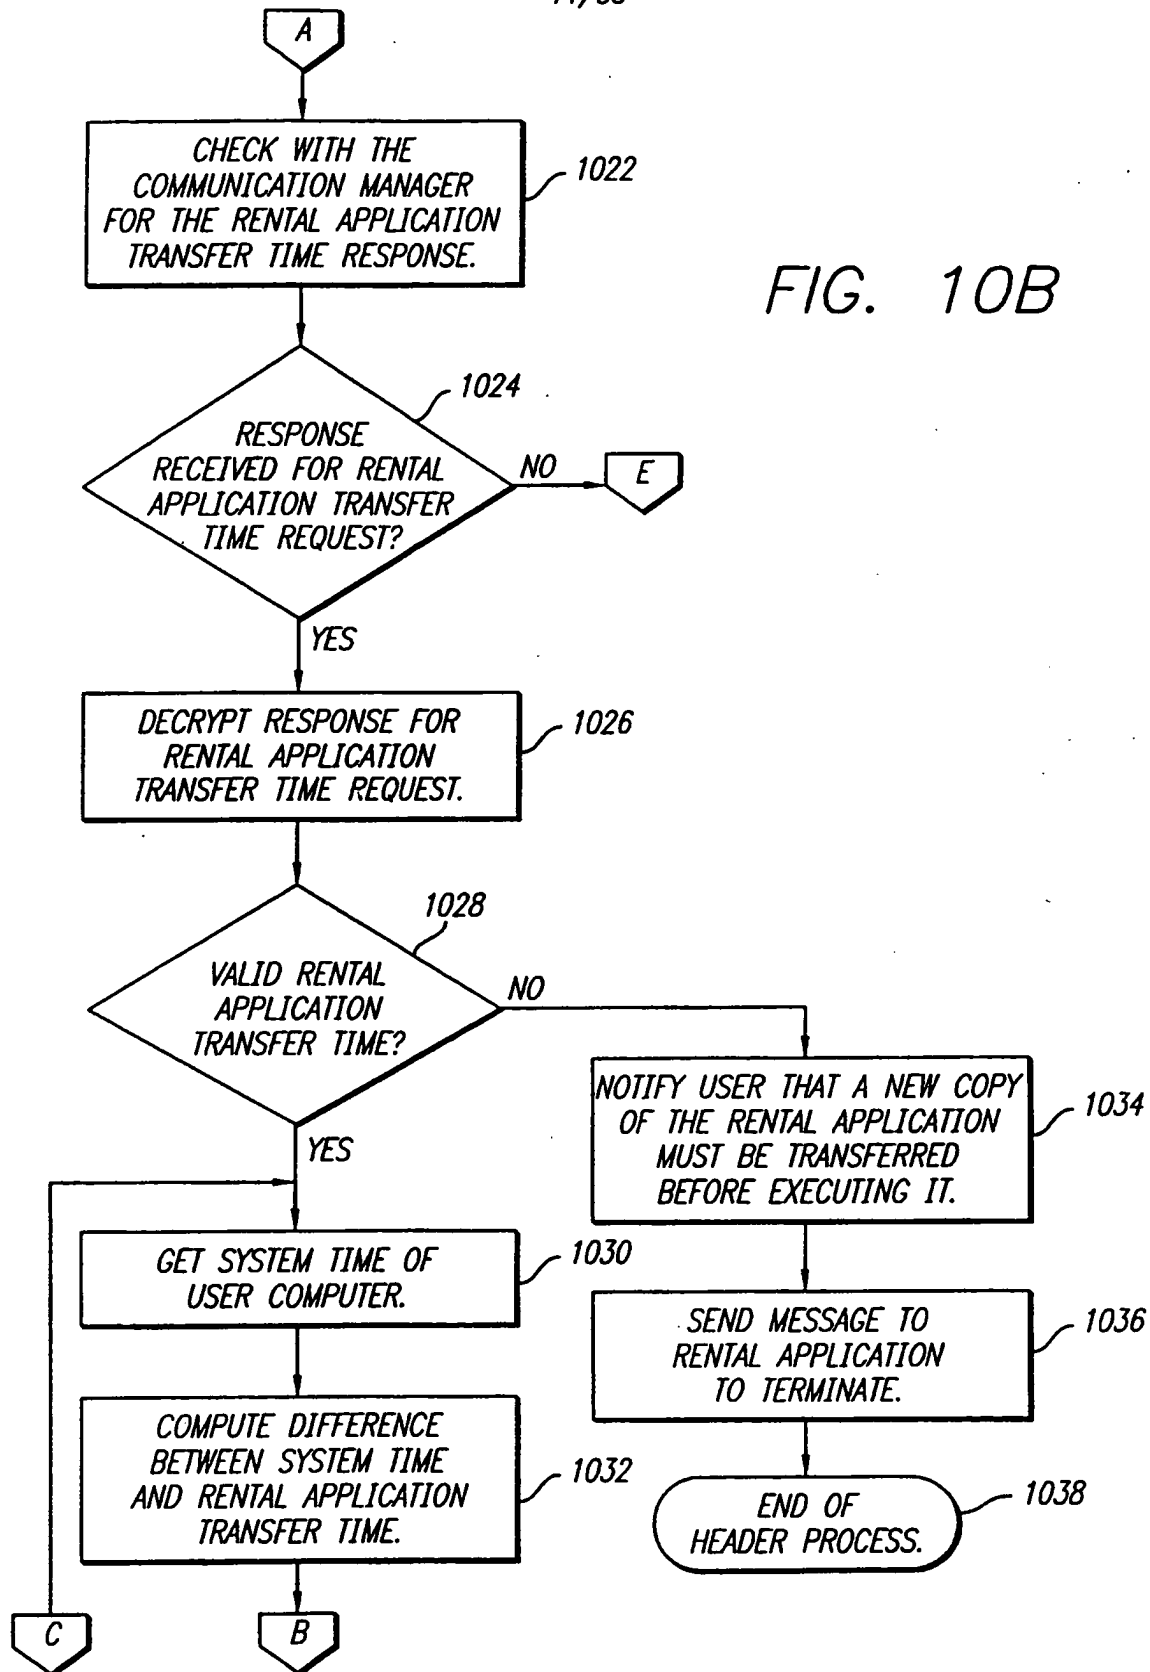 A
CHECK WITH THE
COMMUNICATION MANAGER
FOR THE RENTAL APPLICATION
TRANSFER TIME RESPONSE.
1022
FIG. 10B
1024
RESPONSE
RECEIVED FOR RENTAL
APPLICATION TRANSFER
TIME REQUEST?
NO
E
YES
DECRYPT RESPONSE FOR
RENTAL APPLICATION
TRANSFER TIME REQUEST.
1026
1028
VALID RENTAL
APPLICATION
TRANSFER TIME?
NO
YES
NOTIFY USER THAT A NEW COPY
OF THE RENTAL APPLICATION
MUST BE TRANSFERRED
BEFORE EXECUTING IT.
1034
GET SYSTEM TIME OF
USER COMPUTER.
1030
SEND MESSAGE TO
RENTAL APPLICATION
TO TERMINATE.
1036
COMPUTE DIFFERENCE
BETWEEN SYSTEM TIME
AND RENTAL APPLICATION
TRANSFER TIME.
1032
END OF
HEADER PROCESS.
1038
C
B